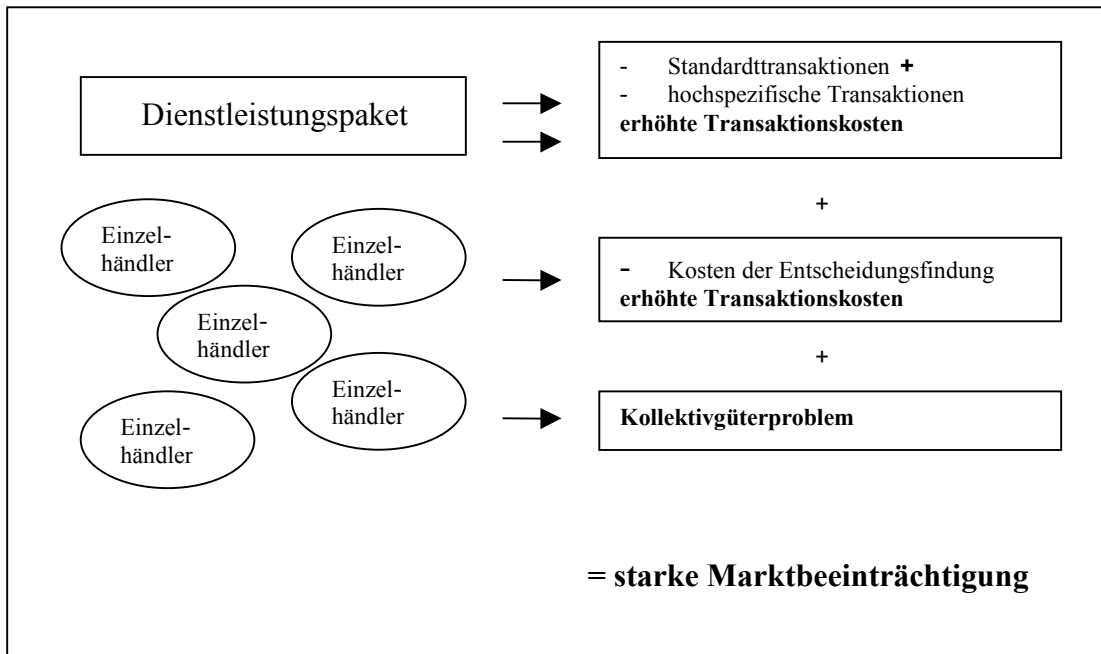 Dienstleistungspaket
- Standardttransaktionen +
- hochspezifische Transaktionen
erhöhte Transaktionskosten
+
Einzel-
händler
Einzel-
händler
Einzel-
händler
Einzel-
händler
Einzel-
händler
- Kosten der Entscheidungsfindung
erhöhte Transaktionskosten
+
Kollektivgüterproblem
= starke Marktbeeinträchtigung